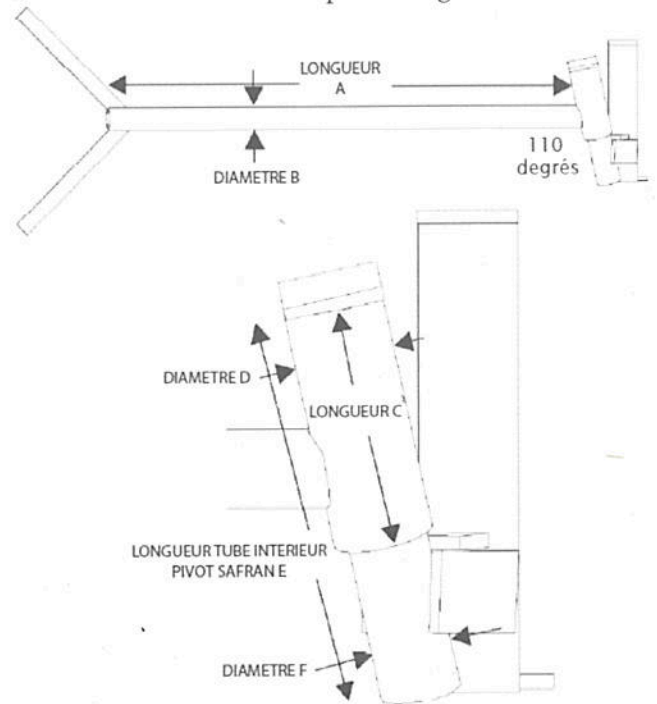 LONGUEUR
A
DIAMETRE B
110
degrés
DIAMETRE D
LONGUEUR C
LONGUEUR TUBE INTERIEUR
PIVOT SAFRAN E
DIAMETRE F